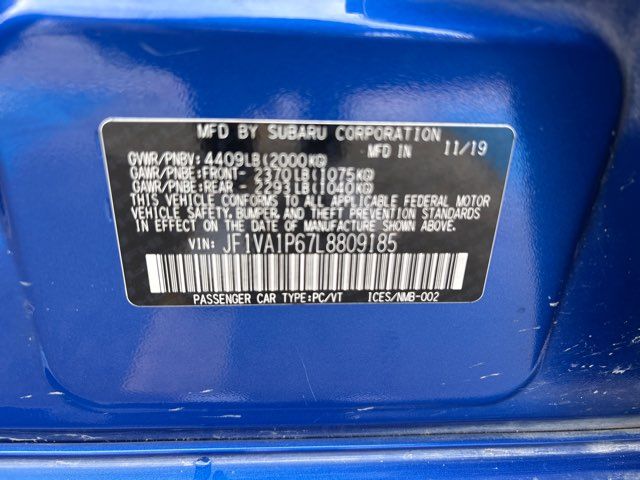 MFD BY SUBARU CORPORATION
GVWR/PNBV: 4409LB(2000KG) MFD IN 11/19
GAWR/PNBE:FRONT - 2370LB(1075KG)
GAWR/PNBE:REAR - 2293LB(1040KG)
THIS VEHICLE CONFORMS TO ALL APPLICABLE FEDERAL MOTOR
VEHICLE SAFETY,BUMPER,AND THEFT PREVENTION STANDARDS
IN EFFECT ON THE DATE OF MANUFACTURE SHOWN ABOVE.
VIN: JF1VA1P67L8809185
PASSENGER CAR TYPE:PC/VT ICES/NMB-002